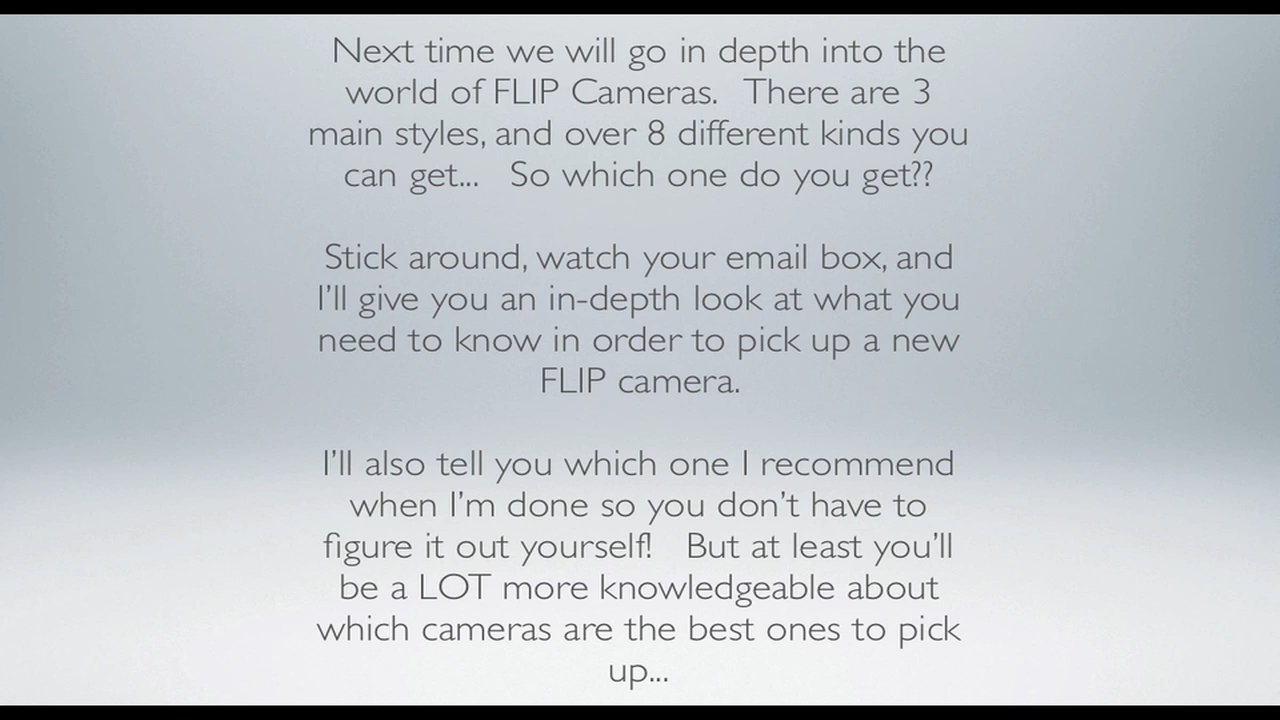 Next time we will go in depth into the
world of FLIP Cameras.   There are 3
main styles, and over 8 different kinds you
can get...   So which one do you get??
Stick around, watch your email box, and
I’ll give you an in-depth look at what you
need to know in order to pick up a new
FLIP camera.
I’ll also tell you which one I recommend
when I’m done so you don’t have to
figure it out yourself!   But at least you’ll
be a LOT more knowledgeable about
which cameras are the best ones to pick
up...